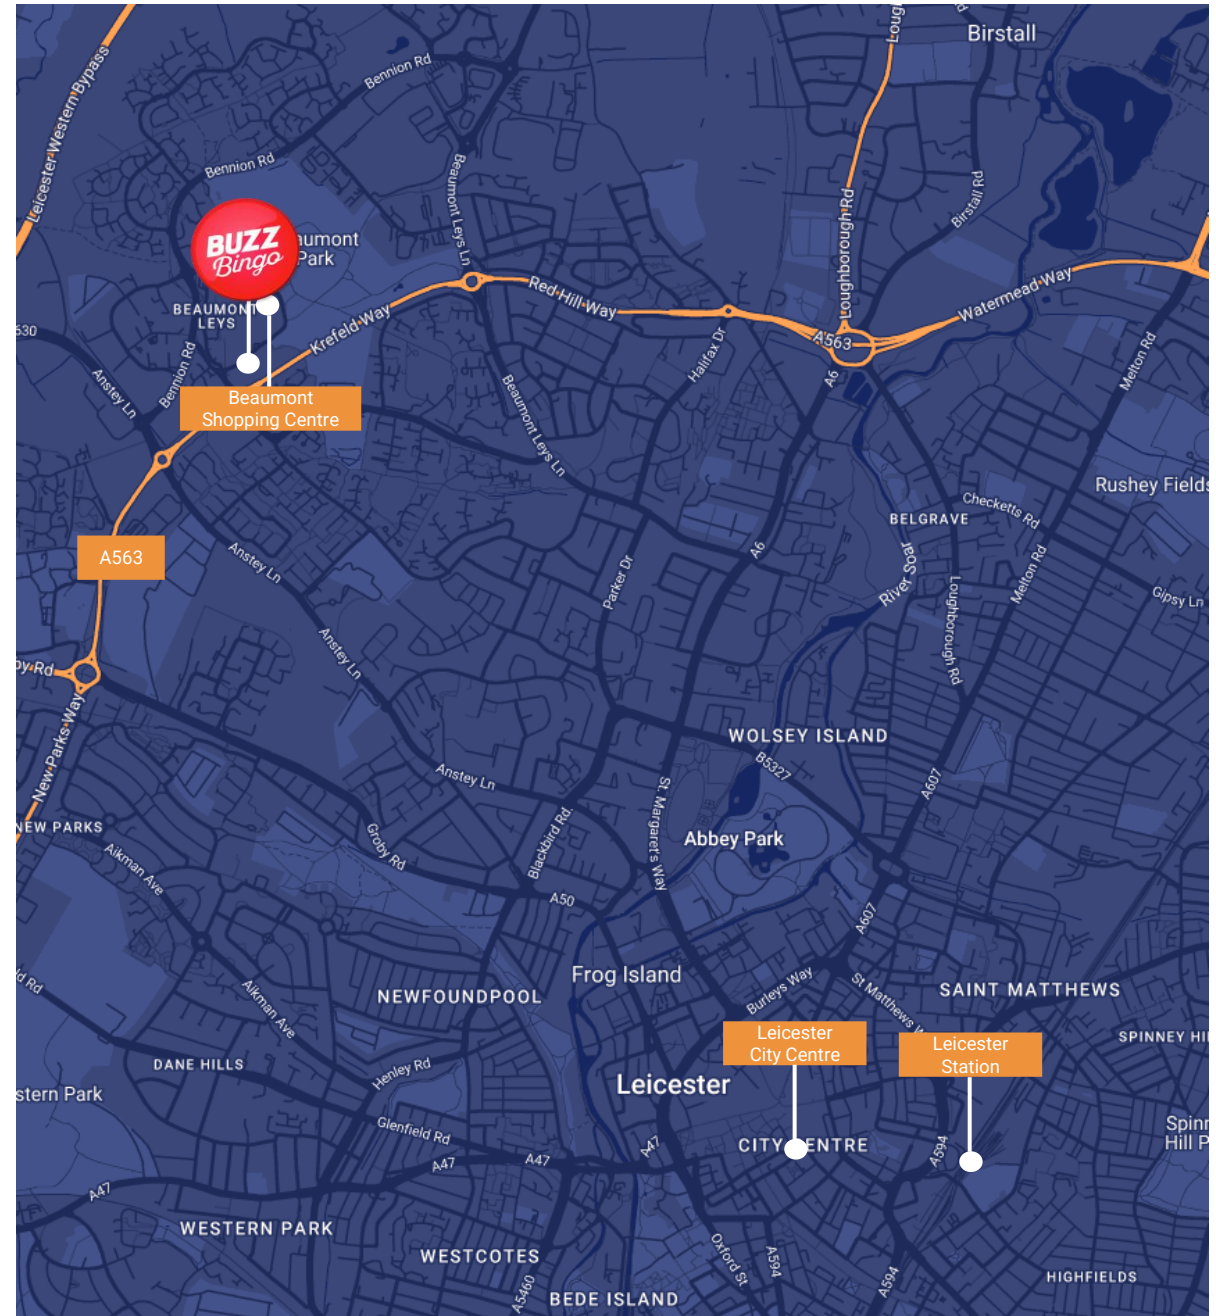 Birstall
Loug
Rd
Leicester Western Bypass
Bennion Rd
Bennion Rd
Beaumont Leys Ln
Birstall Rd
Loughborough Rd
BUZZ
Bingo
aumont
Park
BEAUMONT
LEYS
Krefeld Way
Red Hill Way
Watermead Way
A563
630
Anstey Ln
Bennion Rd
Halifax Dr
A6
Melton Rd
Beaumont
Shopping Centre
Beaumont Leys Ln
Rushey Fields
Checketts Rd
BELGRAVE
A563
Anstey Ln
A6
River Soar
Parker Dr
Melton Rd
Gipsy Ln
Loughborough Rd
Anstey Ln
by Rd
New Parks Way
WOLSEY ISLAND
B5327
Anstey Ln
A607
St. Margaret's Way
NEW PARKS
Abbey Park
Aikman Ave
Groby Rd
Blackbird Rd.
A50
A607
Frog Island
ld Rd
NEWFOUNDPOOL
Burleys Way
St Matthews W
SAINT MATTHEWS
Aikman Ave
Leicester
City Centre
Leicester
Station
SPINNEY HI
DANE HILLS
Henley Rd
Leicester
stern Park
Glenfield Rd
Spinn
Hill P
CITY CENTRE
A47
A594
A47
A47
A47
WESTERN PARK
WESTCOTES
Oxford St
A594
A594
HIGHFIELDS
A5460
BEDE ISLAND